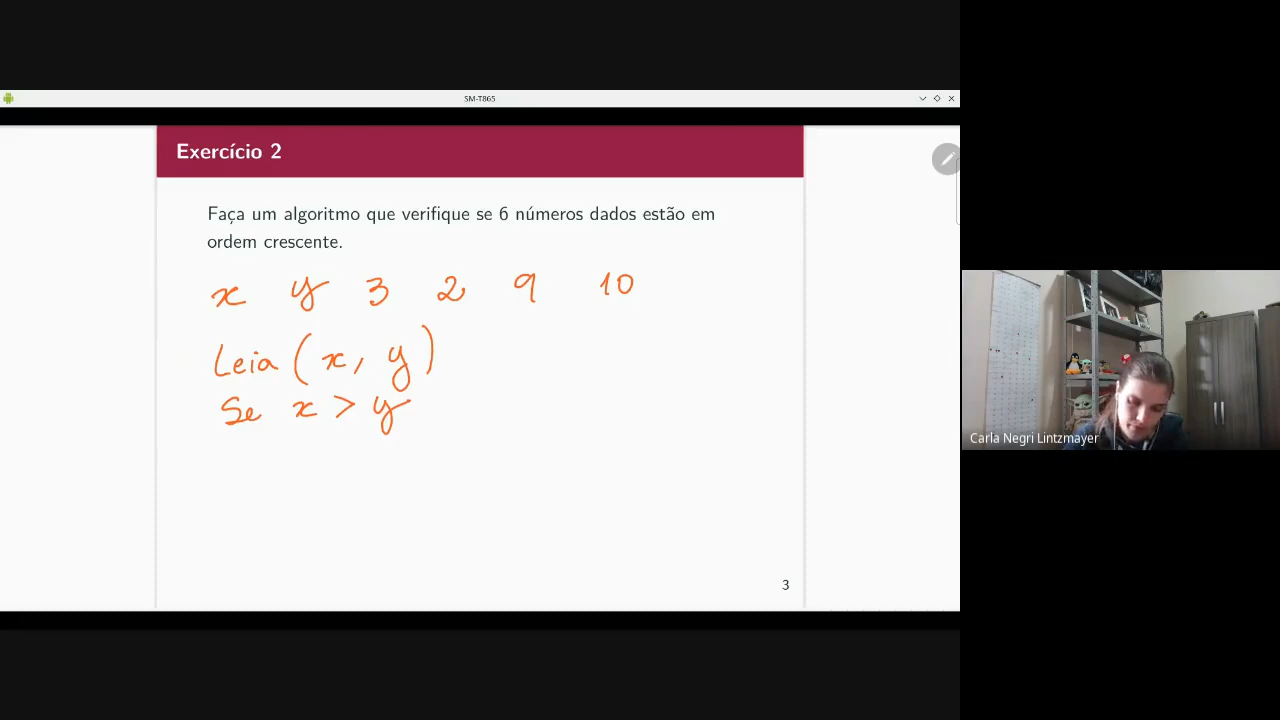 SM-T865
Exercício 2
Faça um algoritmo que verifique se 6 números dados estão em
ordem crescente.
x y 3 2 9 10
Leia (x, y)
Se x > y
3
Carla Negri Lintzmayer